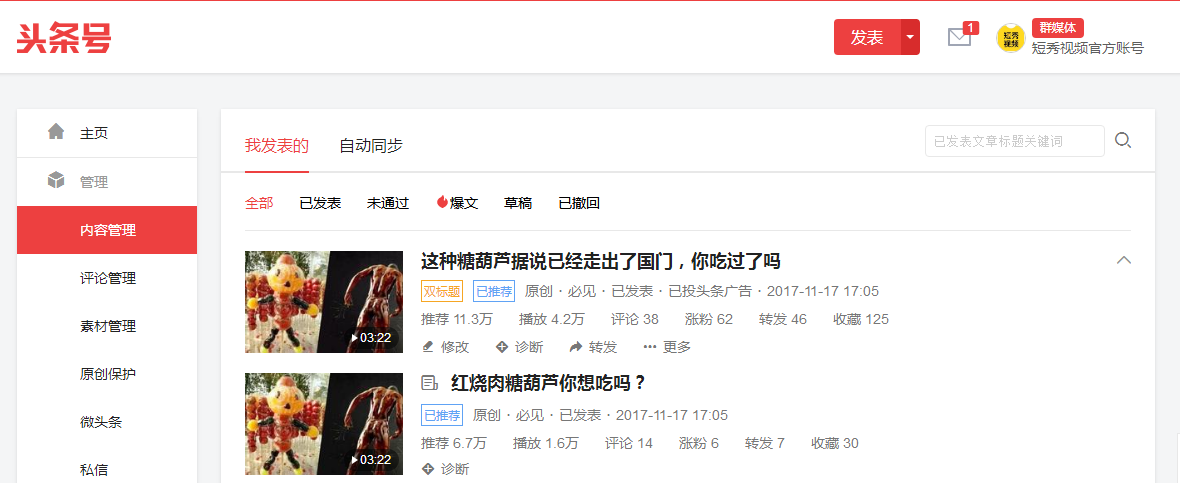 头条号
发表
1
短秀
视频
群媒体
短秀视频官方账号
主页
管理
内容管理
评论管理
素材管理
原创保护
微头条
私信
我发表的 自动同步
已发表文章标题关键词
全部 已发表 未通过 爆文 草稿 已撤回
03:22
这种糖葫芦据说已经走出了国门，你吃过了吗
双标题 已推荐 原创 · 必见 · 已发表 · 已投头条广告 · 2017-11-17 17:05
推荐 11.3万 播放 4.2万 评论 38 涨粉 62 转发 46 收藏 125
修改 诊断 转发 ··· 更多
03:22
红烧肉糖葫芦你想吃吗？
已推荐 原创 · 必见 · 已发表 · 2017-11-17 17:05
推荐 6.7万 播放 1.6万 评论 14 涨粉 6 转发 7 收藏 30
诊断